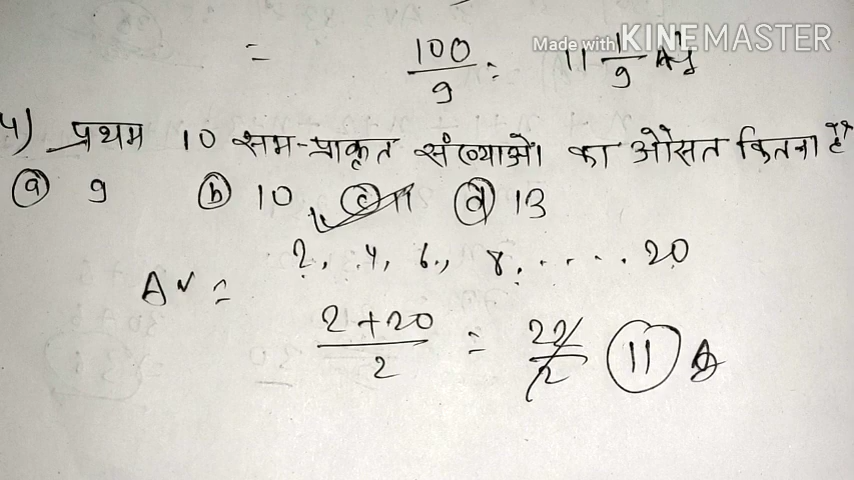 Made with KINEMASTER
= 100/9 = 11 1/9 Ay
4) प्रथम 10 सम-प्राकृत संख्याओं का औसत कितना है
(a) 9 (b) 10 (c) 11 (d) 13
Av = 2, 4, 6, 8, ..... 20
2+20/2 = 22/2 (11)